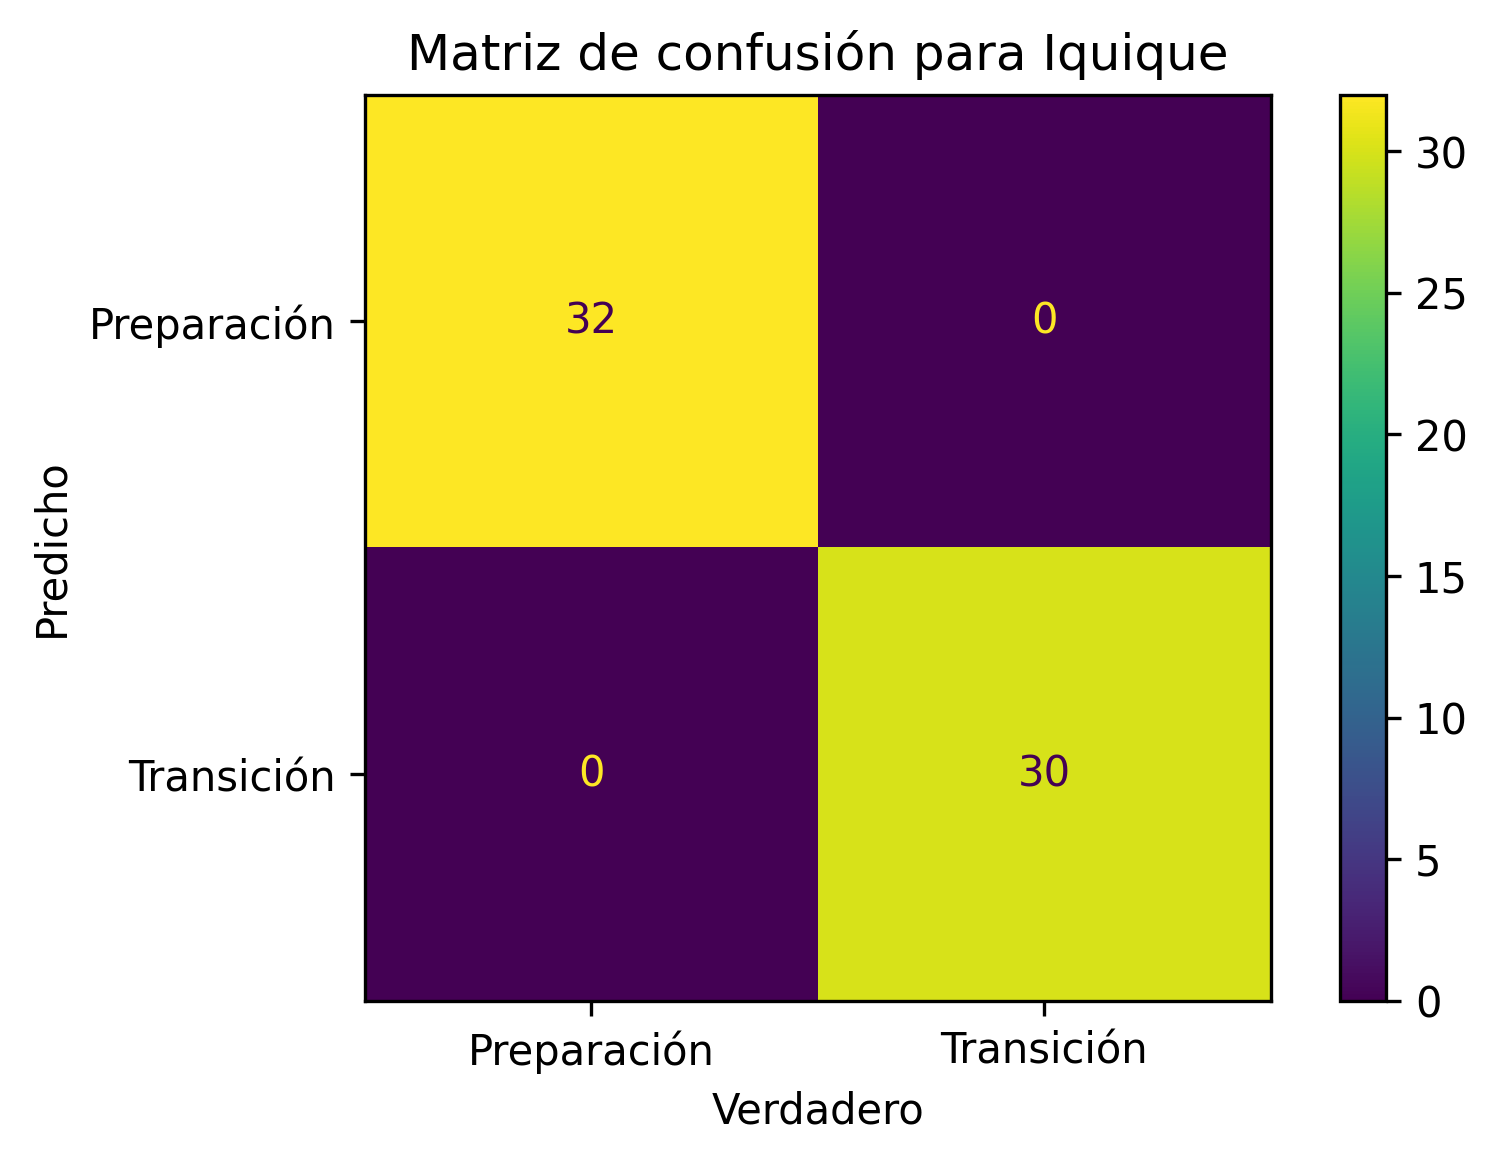 Matriz de confusión para Iquique
Predicho
Preparación
32
0
Transición
0
30
Preparación
Transición
Verdadero
30
25
20
15
10
5
0